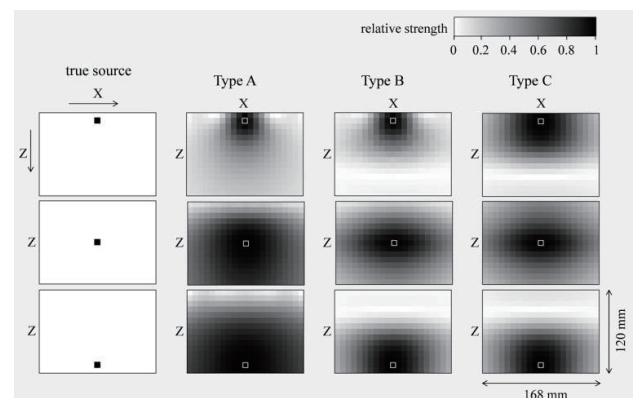 relative strength
0 0.2 0.4 0.6 0.8 1
true source
Type A
Type B
Type C
X
X
X
X
Z
Z
Z
Z
Z
Z
Z
Z
Z
Z
Z
Z
120 mm
168 mm